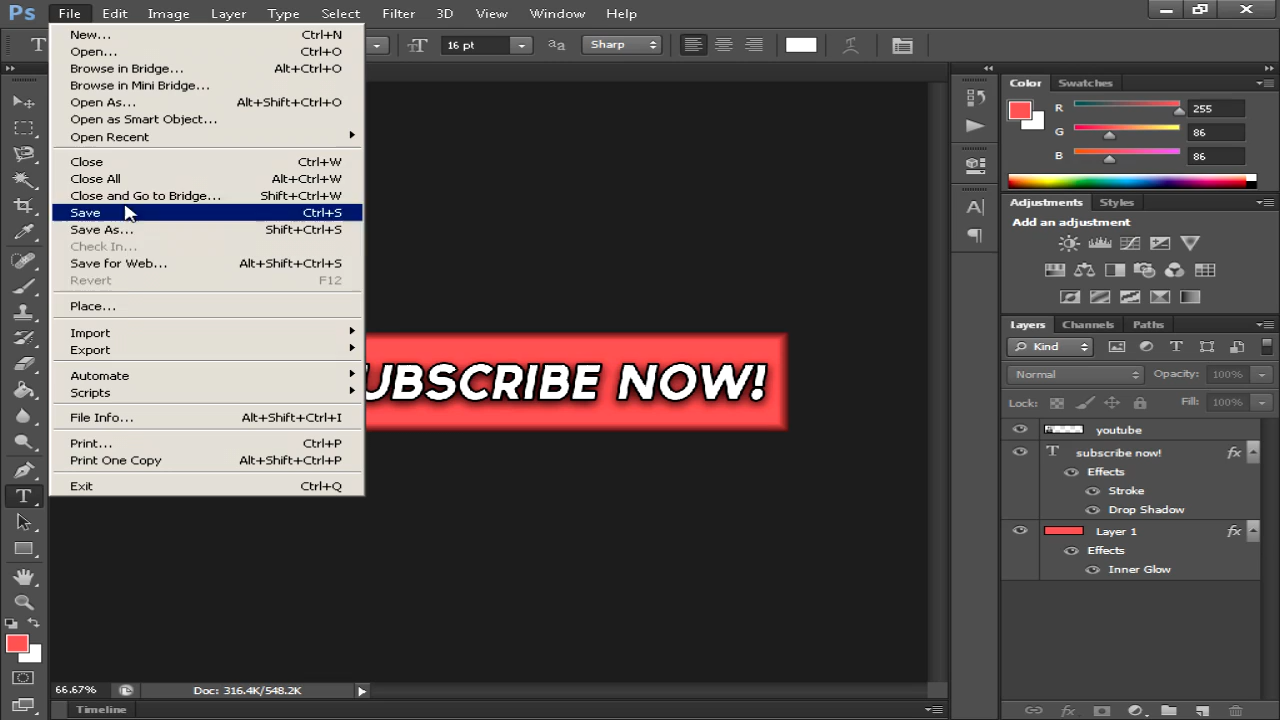 Ps File Edit Image Layer Type Select Filter 3D View Window Help
T 16 pt aa Sharp
New... Ctrl+N
Open... Ctrl+O
Browse in Bridge... Alt+Ctrl+O
Browse in Mini Bridge...
Open As... Alt+Shift+Ctrl+O
Open as Smart Object...
Open Recent
Close Ctrl+W
Close All Alt+Ctrl+W
Close and Go to Bridge... Shift+Ctrl+W
Save Ctrl+S
Save As... Shift+Ctrl+S
Check In...
Save for Web... Alt+Shift+Ctrl+S
Revert F12
Place...
Import
Export
Automate
Scripts
File Info... Alt+Shift+Ctrl+I
Print... Ctrl+P
Print One Copy Alt+Shift+Ctrl+P
Exit Ctrl+Q
UBSCRIBE NOW!
Color Swatches
R 255
G 86
B 86
Adjustments Styles
Add an adjustment
Layers Channels Paths
Kind
Normal Opacity: 100%
Lock: Fill: 100%
youtube
T subscribe now! fx
Effects
Stroke
Drop Shadow
Layer 1 fx
Effects
Inner Glow
66.67% Doc: 316.4K/548.2K
Timeline